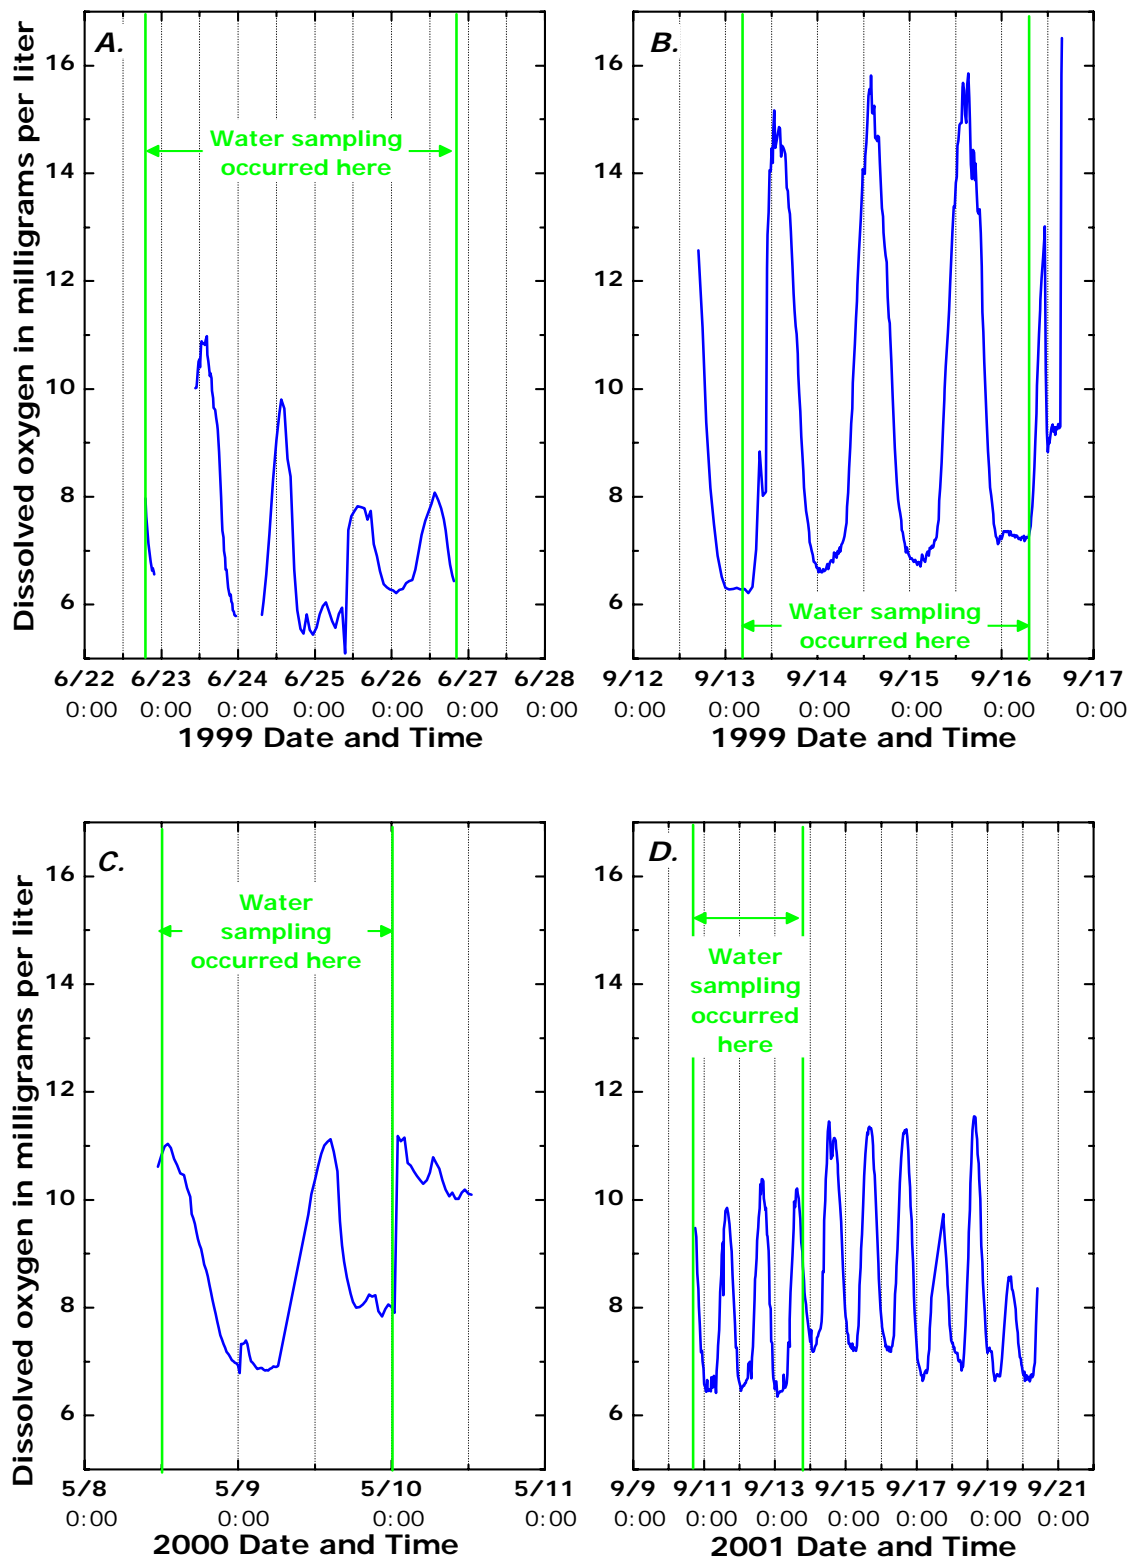 A.
Dissolved oxygen in milligrams per liter
16
14
12
10
8
6
Water sampling
occurred here
6/22 6/23 6/24 6/25 6/26 6/27 6/28
0:00 0:00 0:00 0:00 0:00 0:00 0:00
1999 Date and Time
B.
16
14
12
10
8
6
Water sampling
occurred here
9/12 9/13 9/14 9/15 9/16 9/17
0:00 0:00 0:00 0:00 0:00 0:00
1999 Date and Time
C.
Dissolved oxygen in milligrams per liter
16
14
12
10
8
6
Water
sampling
occurred here
5/8 5/9 5/10 5/11
0:00 0:00 0:00 0:00
2000 Date and Time
D.
16
14
12
10
8
6
Water
sampling
occurred
here
9/9 9/11 9/13 9/15 9/17 9/19 9/21
0:00 0:00 0:00 0:00 0:00 0:00 0:00
2001 Date and Time